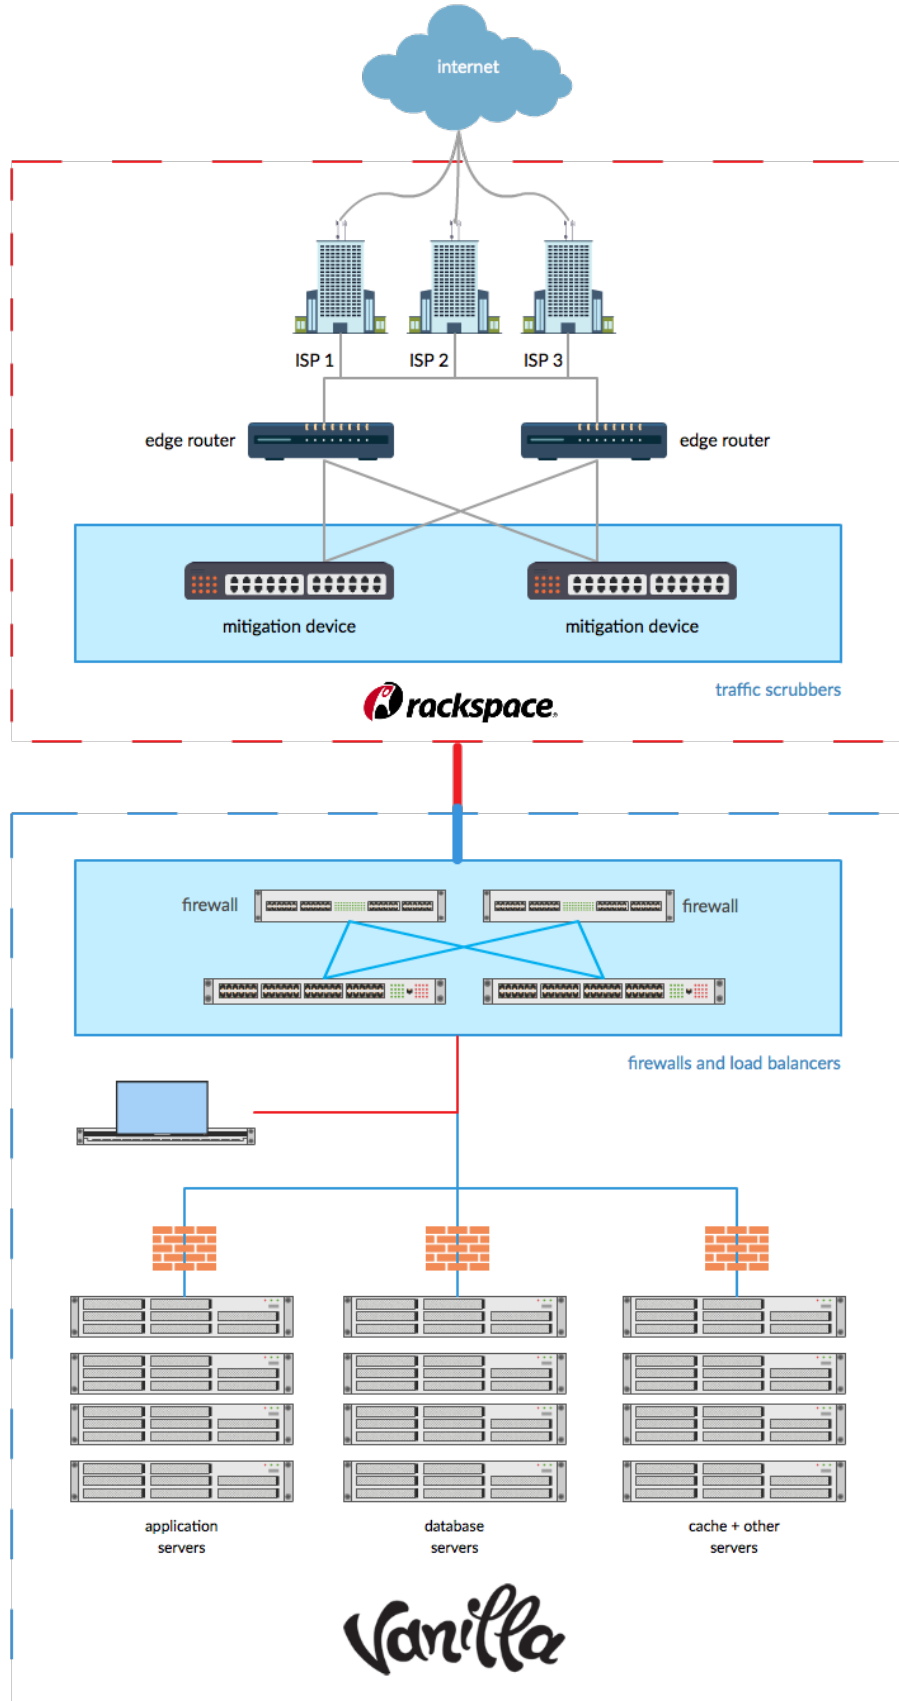 internet
ISP 1
ISP 2
ISP 3
edge router
edge router
mitigation device
mitigation device
traffic scrubbers
rackspace.
firewall
firewall
firewalls and load balancers
application
servers
database
servers
cache + other
servers
Vanilla